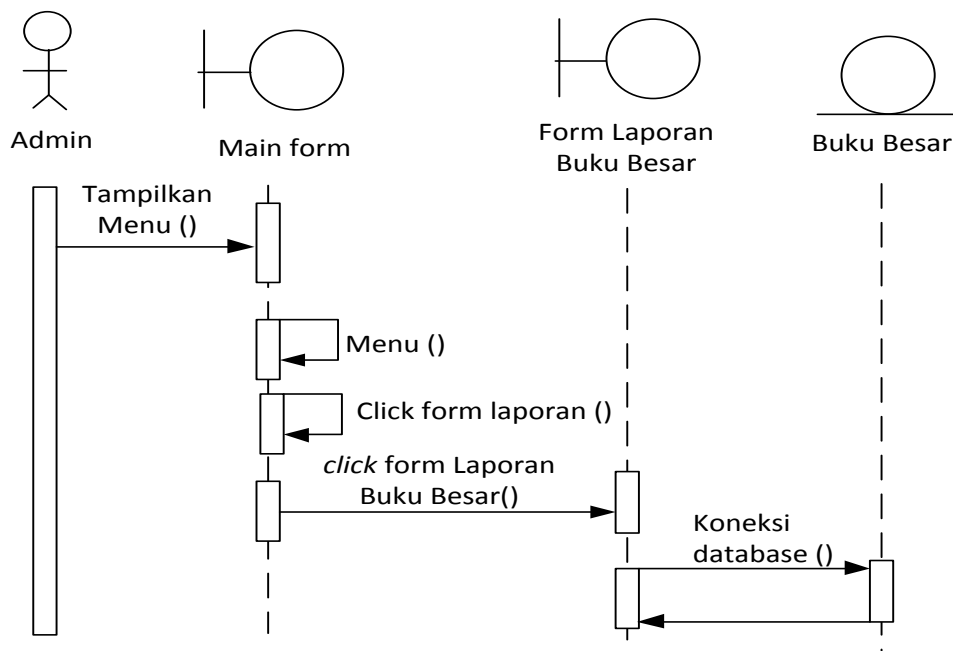 Admin
Main form
Form Laporan
Buku Besar
Buku Besar
Tampilkan
Menu ()
Menu ()
Click form laporan ()
click form Laporan
Buku Besar()
Koneksi
database ()